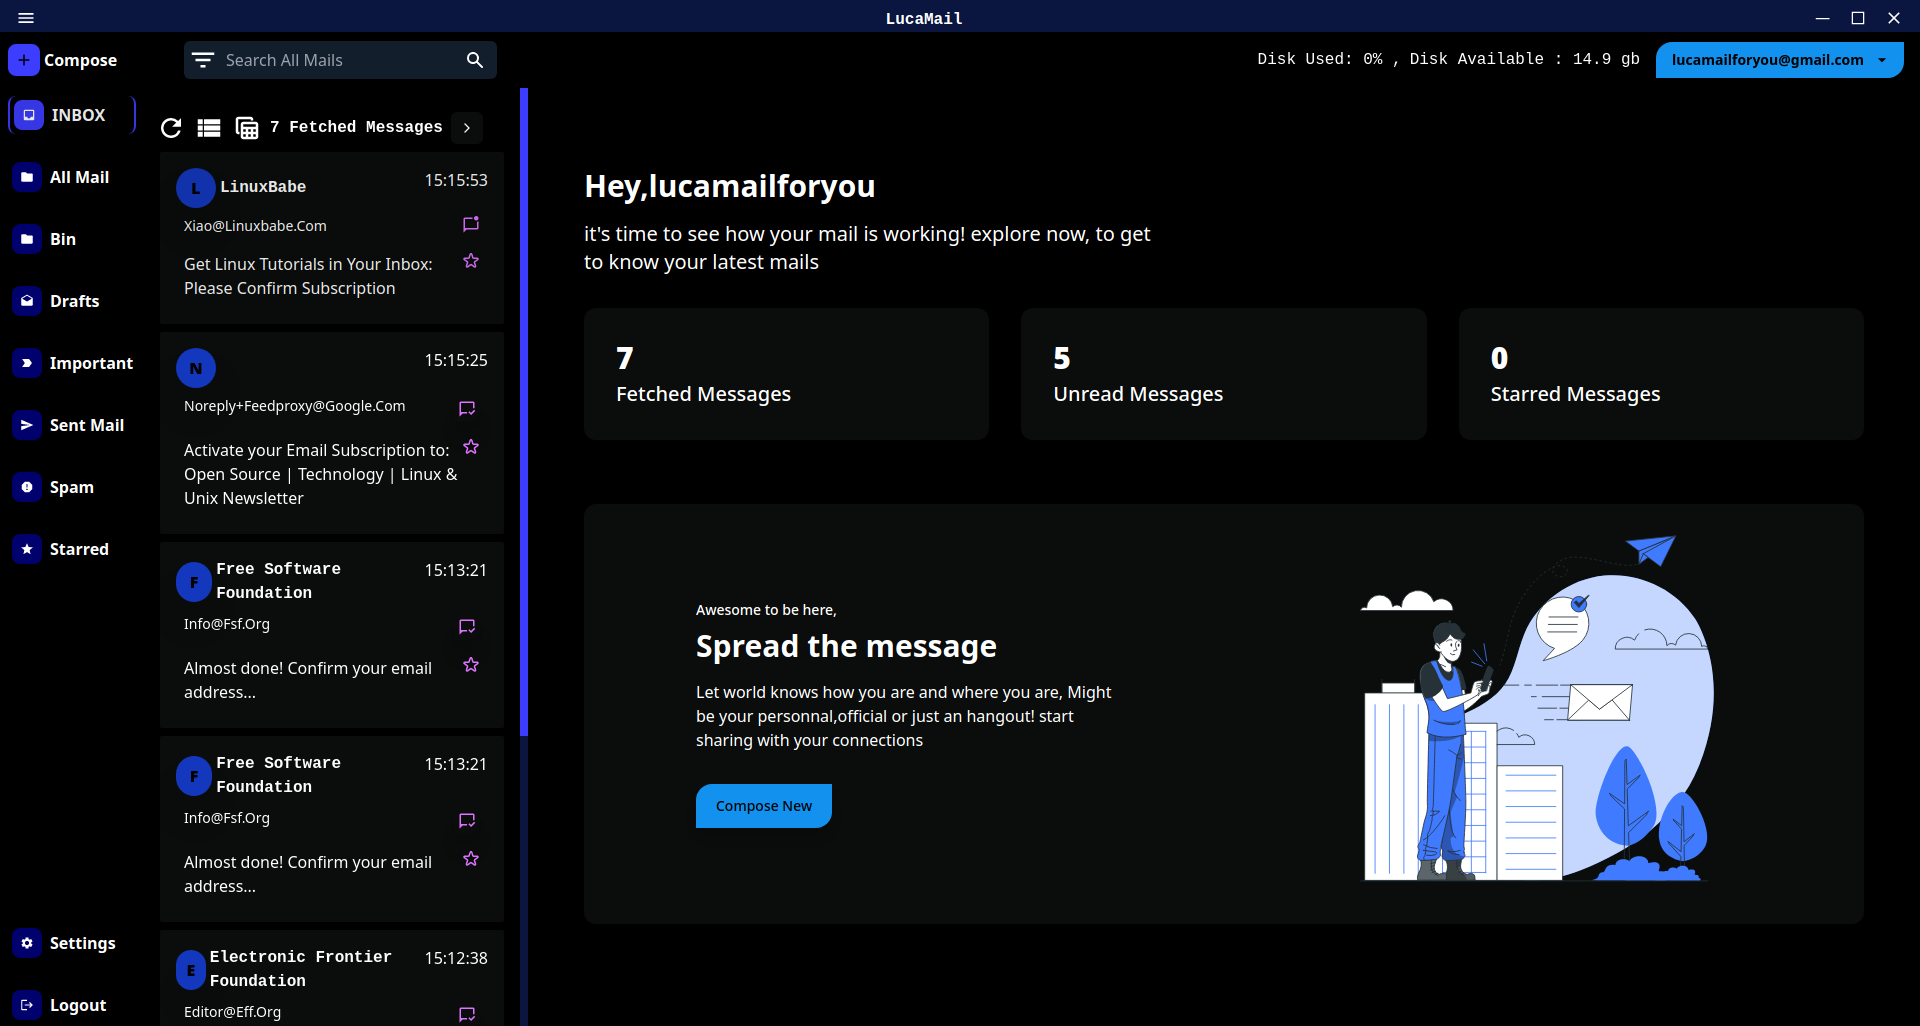 LucaMail
Compose
Search All Mails
Disk Used: 0% , Disk Available : 14.9 gb
lucamailforyou@gmail.com
INBOX
All Mail
Bin
Drafts
Important
Sent Mail
Spam
Starred
Settings
Logout
7 Fetched Messages
L
LinuxBabe
15:15:53
Xiao@Linuxbabe.Com
Get Linux Tutorials in Your Inbox:
Please Confirm Subscription
N
15:15:25
Noreply+Feedproxy@Google.Com
Activate your Email Subscription to:
Open Source | Technology | Linux &
Unix Newsletter
F
Free Software
Foundation
15:13:21
Info@Fsf.Org
Almost done! Confirm your email
address...
F
Free Software
Foundation
15:13:21
Info@Fsf.Org
Almost done! Confirm your email
address...
E
Electronic Frontier
Foundation
15:12:38
Editor@Eff.Org
Hey,lucamailforyou
it's time to see how your mail is working! explore now, to get
to know your latest mails
7
Fetched Messages
5
Unread Messages
0
Starred Messages
Awesome to be here,
Spread the message
Let world knows how you are and where you are, Might
be your personnal,official or just an hangout! start
sharing with your connections
Compose New